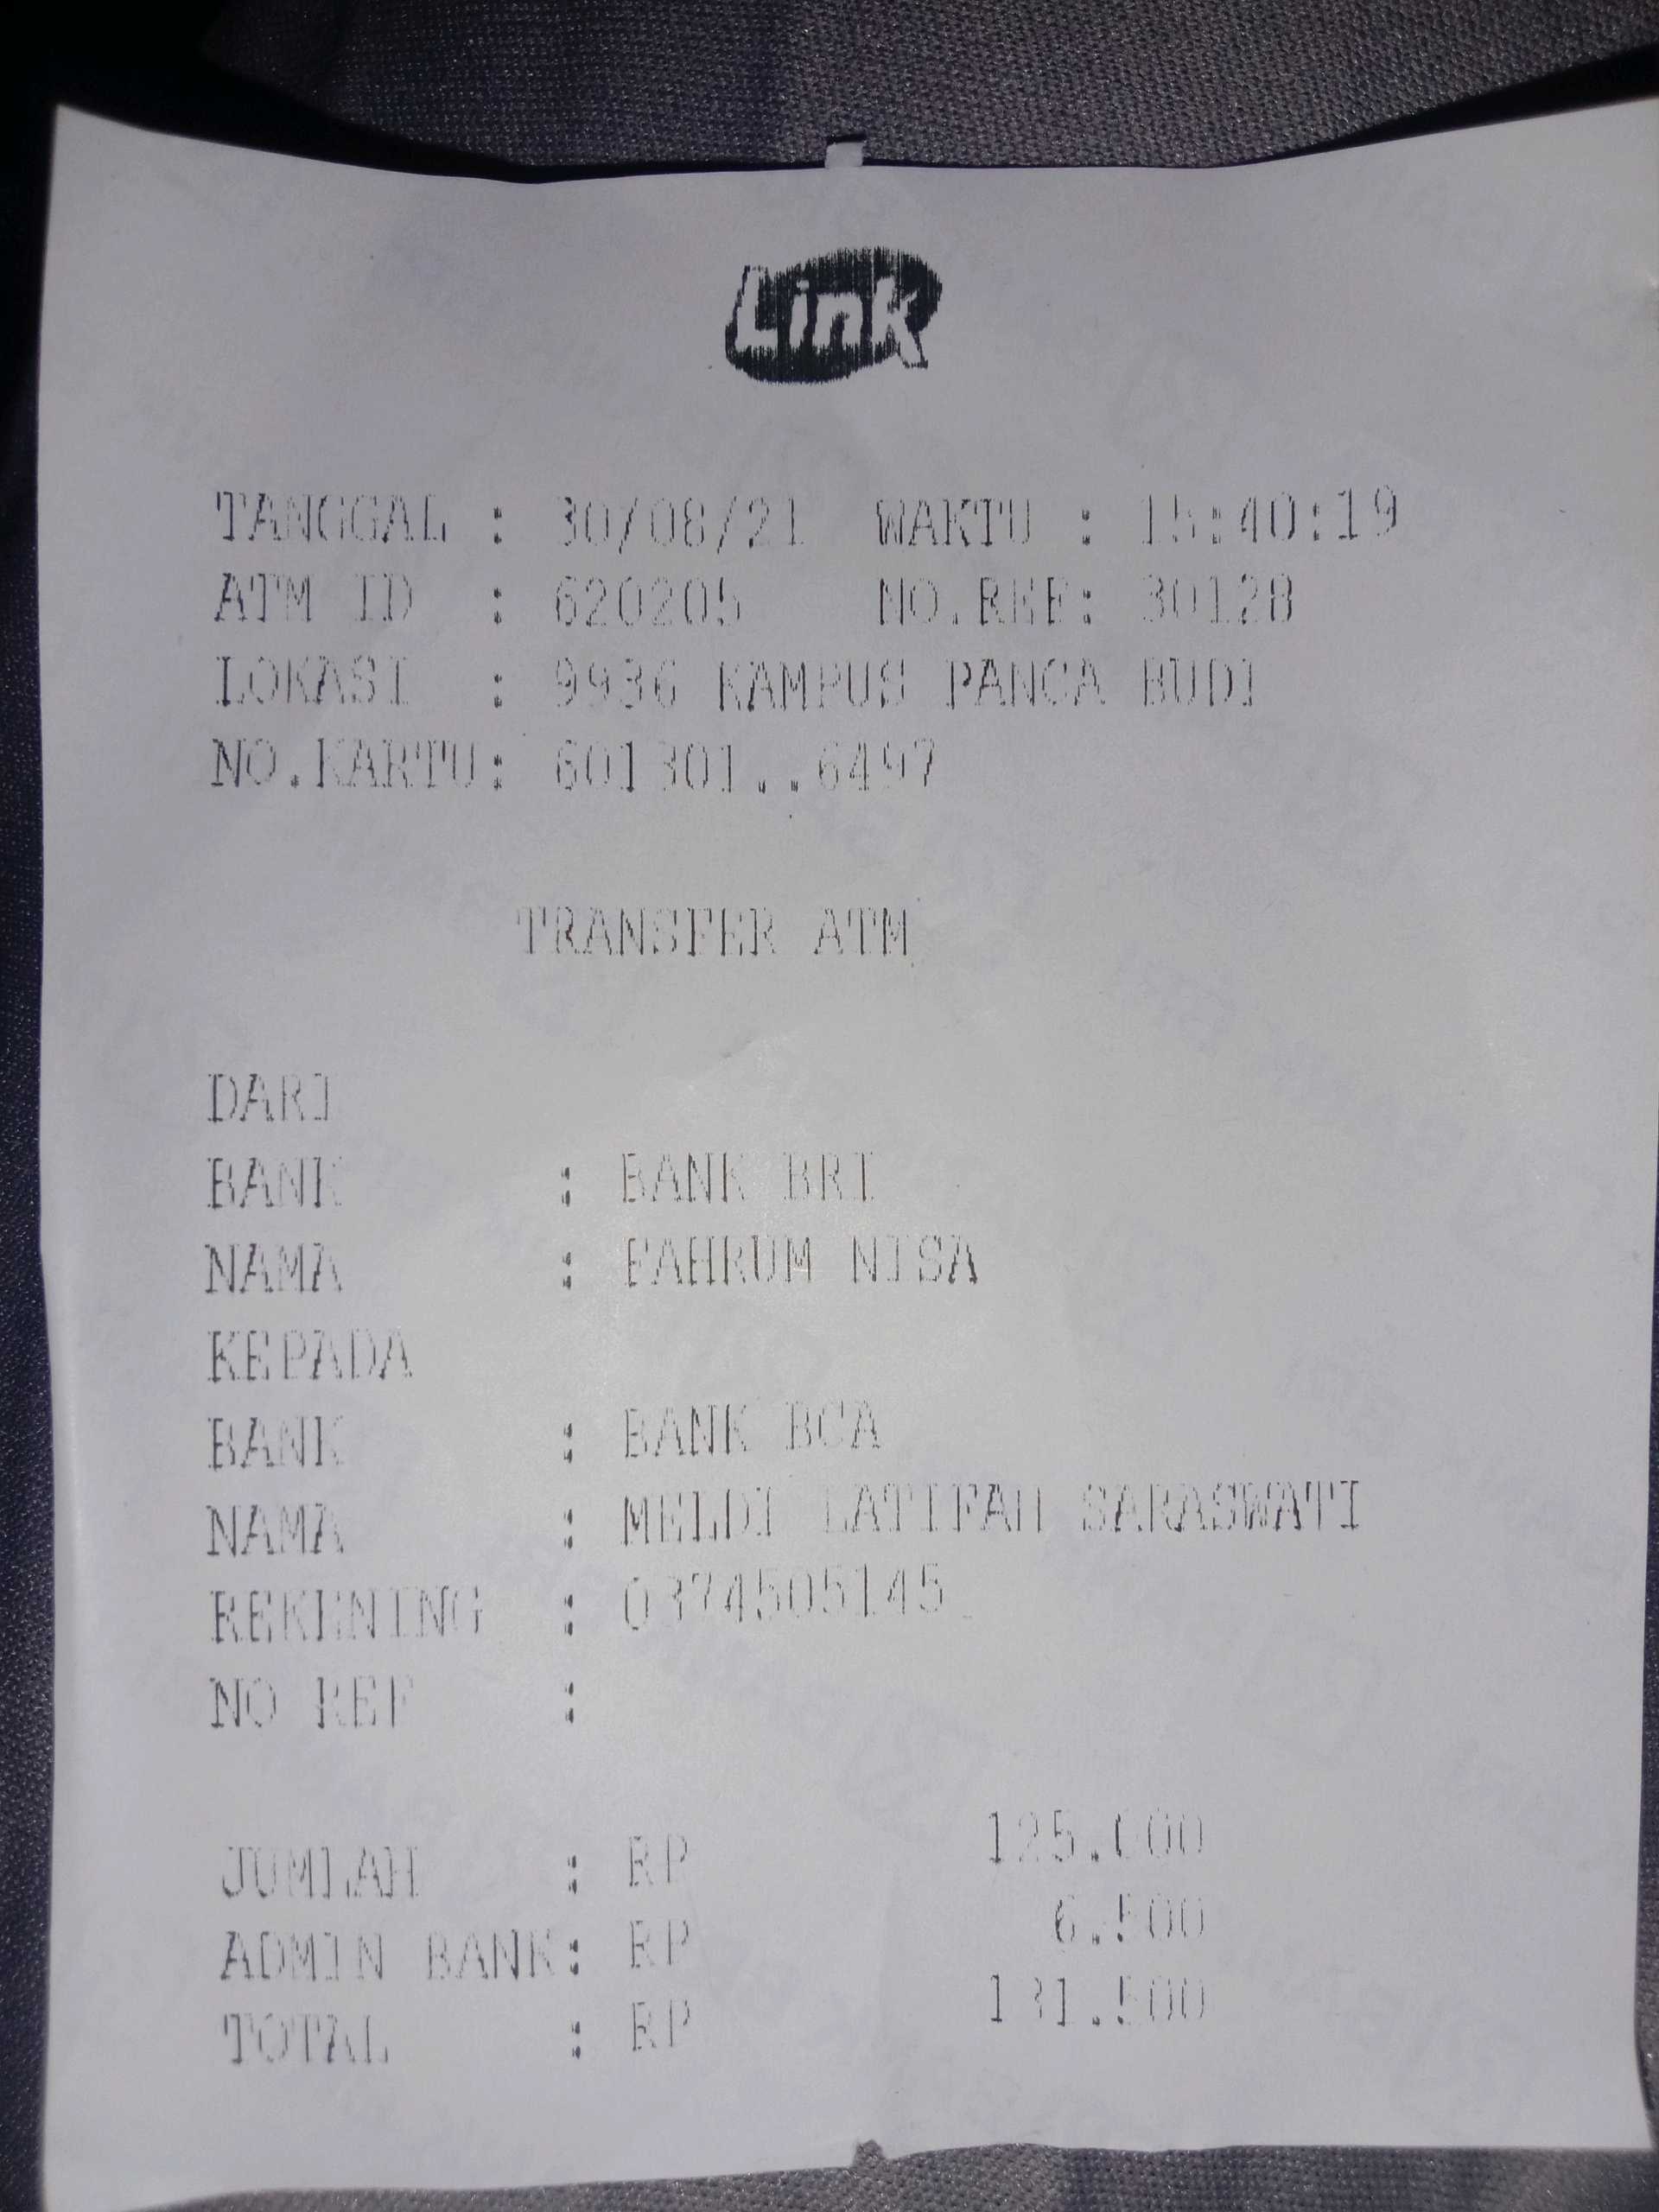 Link
TANGGAL : 30/08/21 WAKTU : 15:40:19
ATM ID : 620205 NO.REF: 30128
LOKASI : 9936 KAMPUS PANCA BUDI
NO.KARTU: 601301..6497
TRANSFER ATM
DARI
BANK : BANK BRI
NAMA : FAHRUM NISA
KEPADA
BANK : BANK BCA
NAMA : MELDI LATIFAH SARASWATI
REKENING : 0374505145
NO REF :
JUMLAH : RP 125.000
ADMIN BANK: RP 6.500
TOTAL : RP 131.500